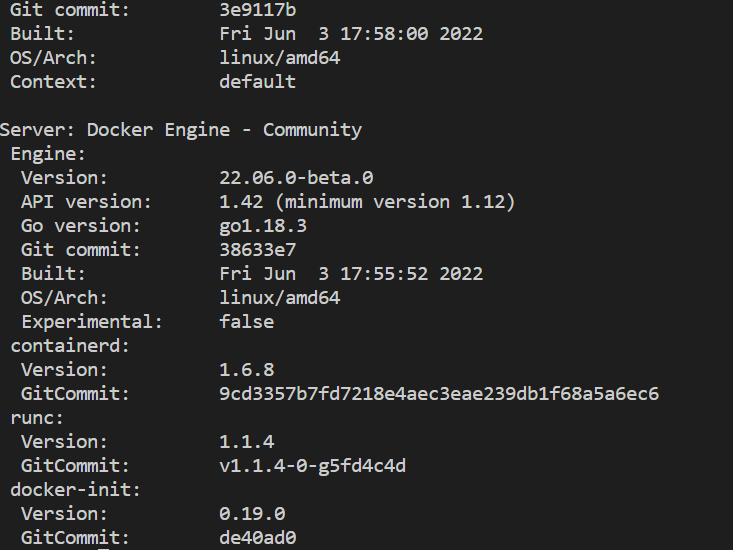 Git commit: 3e9117b
Built: Fri Jun  3 17:58:00 2022
OS/Arch: linux/amd64
Context: default
Server: Docker Engine - Community
Engine:
Version: 22.06.0-beta.0
API version: 1.42 (minimum version 1.12)
Go version: go1.18.3
Git commit: 38633e7
Built: Fri Jun  3 17:55:52 2022
OS/Arch: linux/amd64
Experimental: false
containerd:
Version: 1.6.8
GitCommit: 9cd3357b7fd7218e4aec3eae239db1f68a5a6ec6
runc:
Version: 1.1.4
GitCommit: v1.1.4-0-g5fd4c4d
docker-init:
Version: 0.19.0
GitCommit: de40ad0